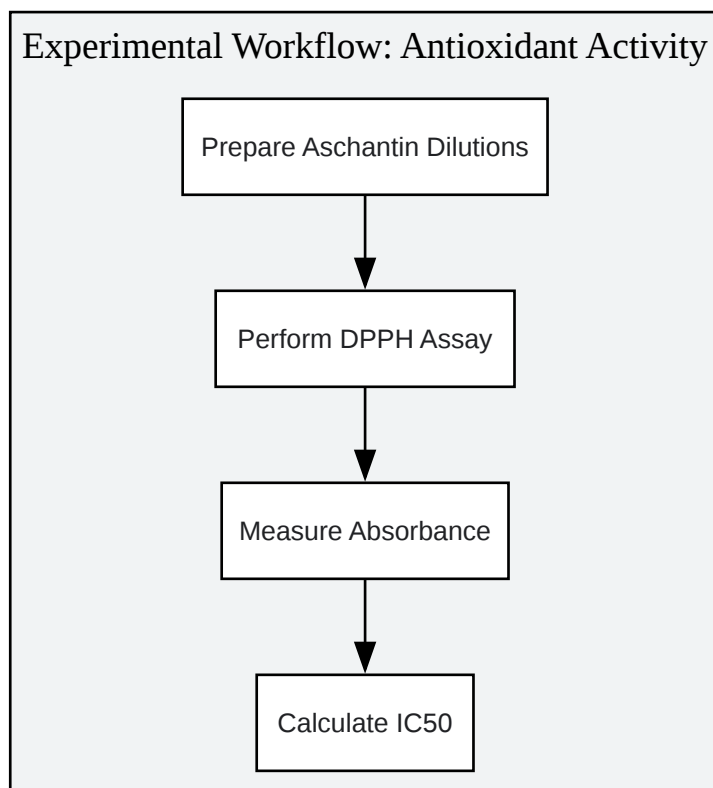 Experimental Workflow: Antioxidant Activity
Prepare Aschantin Dilutions
Perform DPPH Assay
Measure Absorbance
Calculate IC50